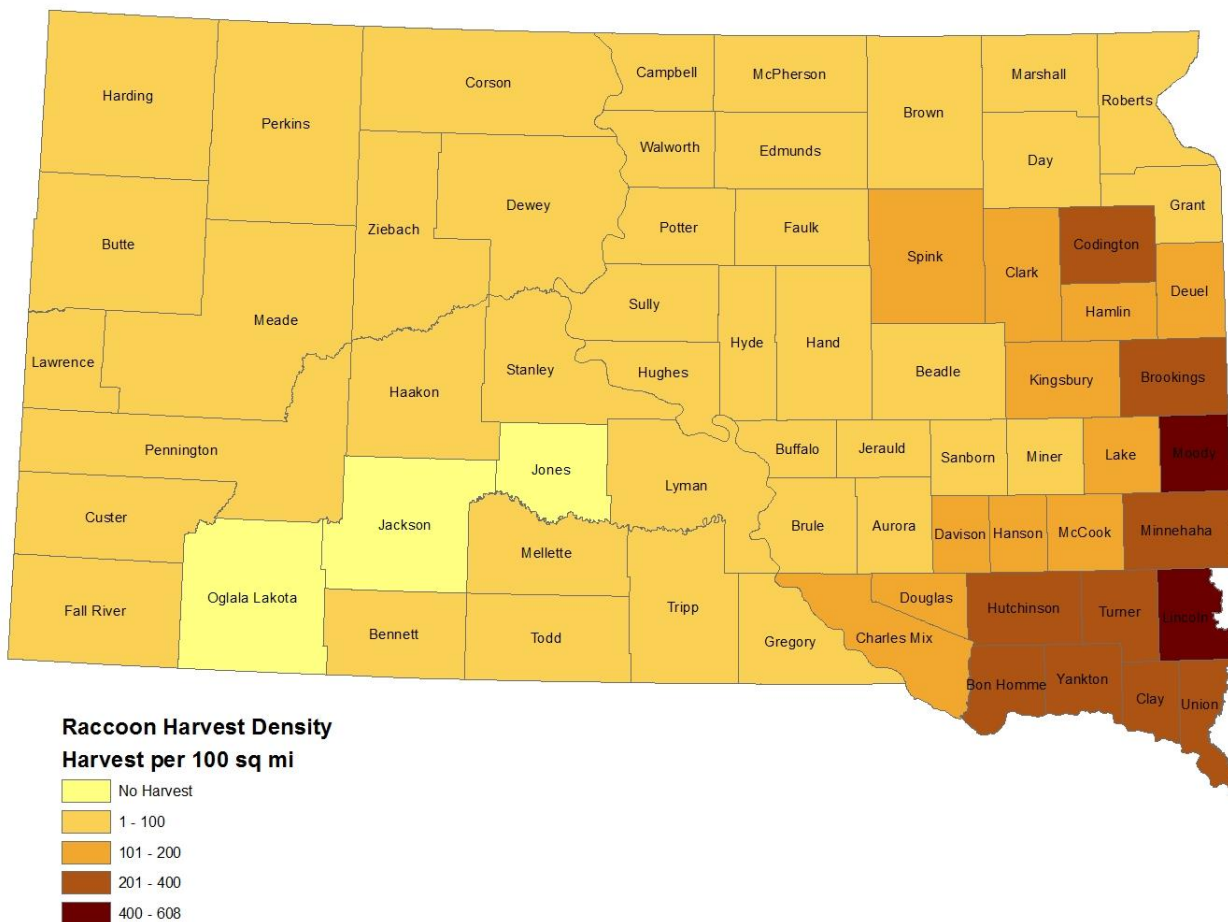 Harding
Perkins
Corson
Campbell
McPherson
Brown
Marshall
Roberts
Walworth
Edmunds
Day
Butte
Ziebach
Dewey
Potter
Faulk
Spink
Clark
Codington
Grant
Meade
Sully
Hamlin
Deuel
Lawrence
Haakon
Stanley
Hughes
Hyde
Hand
Beadle
Kingsbury
Brookings
Pennington
Jones
Lyman
Buffalo
Jerauld
Sanborn
Miner
Lake
Moody
Custer
Jackson
Mellette
Brule
Aurora
Davison
Hanson
McCook
Minnehaha
Fall River
Oglala Lakota
Bennett
Todd
Tripp
Gregory
Charles Mix
Douglas
Hutchinson
Turner
Lincoln
Bon Homme
Yankton
Clay
Union
Raccoon Harvest Density
Harvest per 100 sq mi
No Harvest
1 - 100
101 - 200
201 - 400
400 - 608